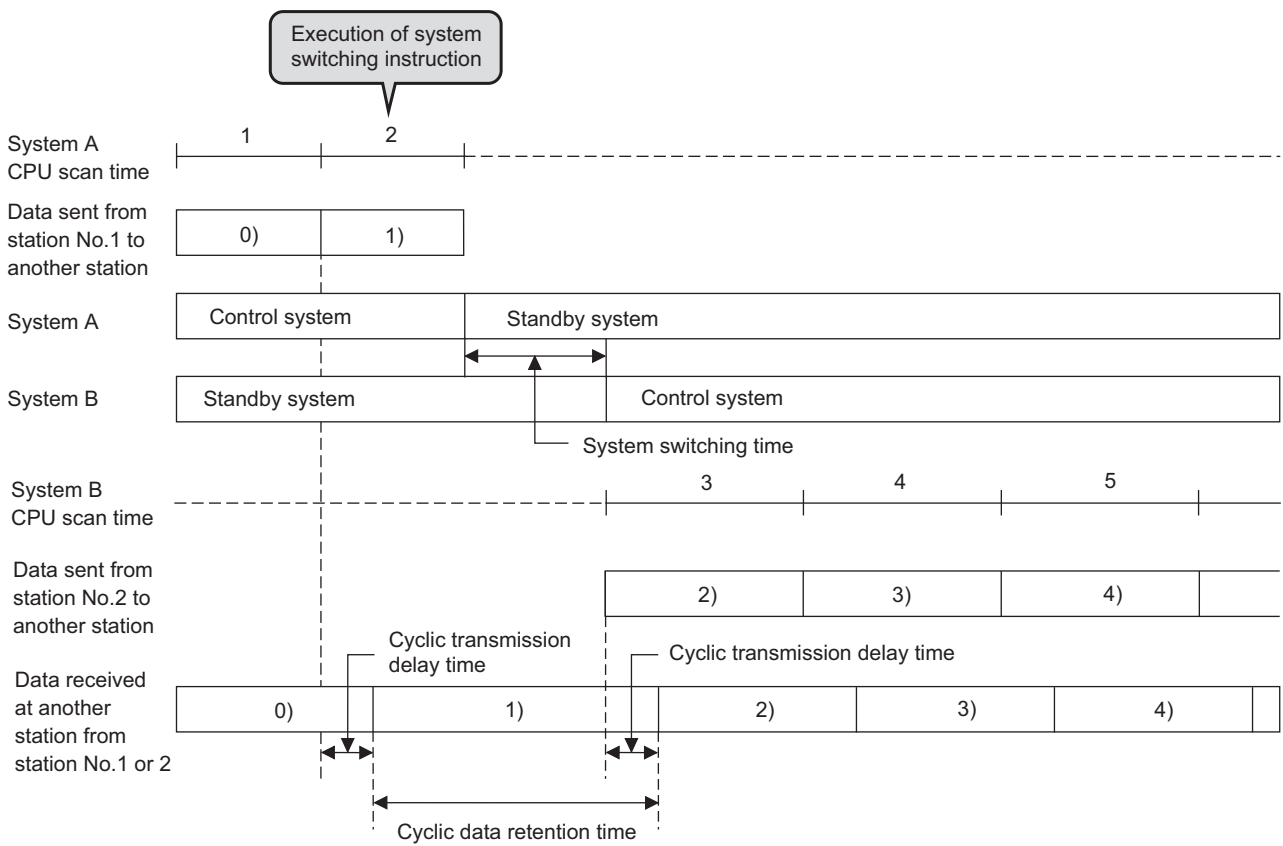 Execution of system
switching instruction
System A
CPU scan time
1
2
Data sent from
station No.1 to
another station
0)
1)
System A
Control system
Standby system
System B
Standby system
Control system
System switching time
System B
CPU scan time
3
4
5
Data sent from
station No.2 to
another station
2)
3)
4)
Cyclic transmission
delay time
Cyclic transmission delay time
Data received
at another
station from
station No.1 or 2
0)
1)
2)
3)
4)
Cyclic data retention time